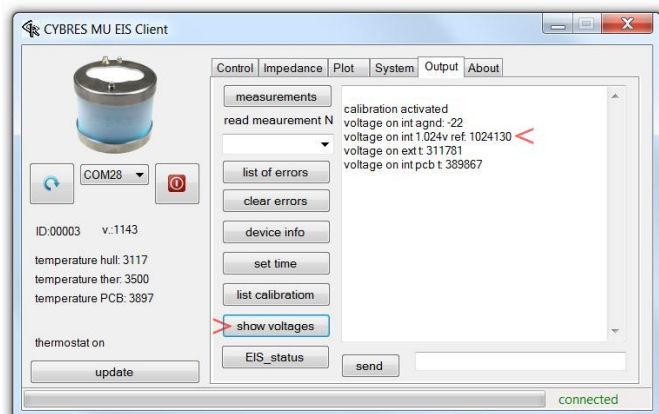 CYBRES MU EIS Client
Control Impedance Plot System Output About
COM28
ID:00003 v.:1143
temperature hull: 3117
temperature ther: 3500
temperature PCB: 3897
thermostat on
update
measurements
read meaurement N
list of errors
clear errors
device info
set time
list calibratiom
show voltages
EIS_status
calibration activated
voltage on int agnd: -22
voltage on int 1.024v ref: 1024130
voltage on ext t: 311781
voltage on int pcb t: 389867
send
connected